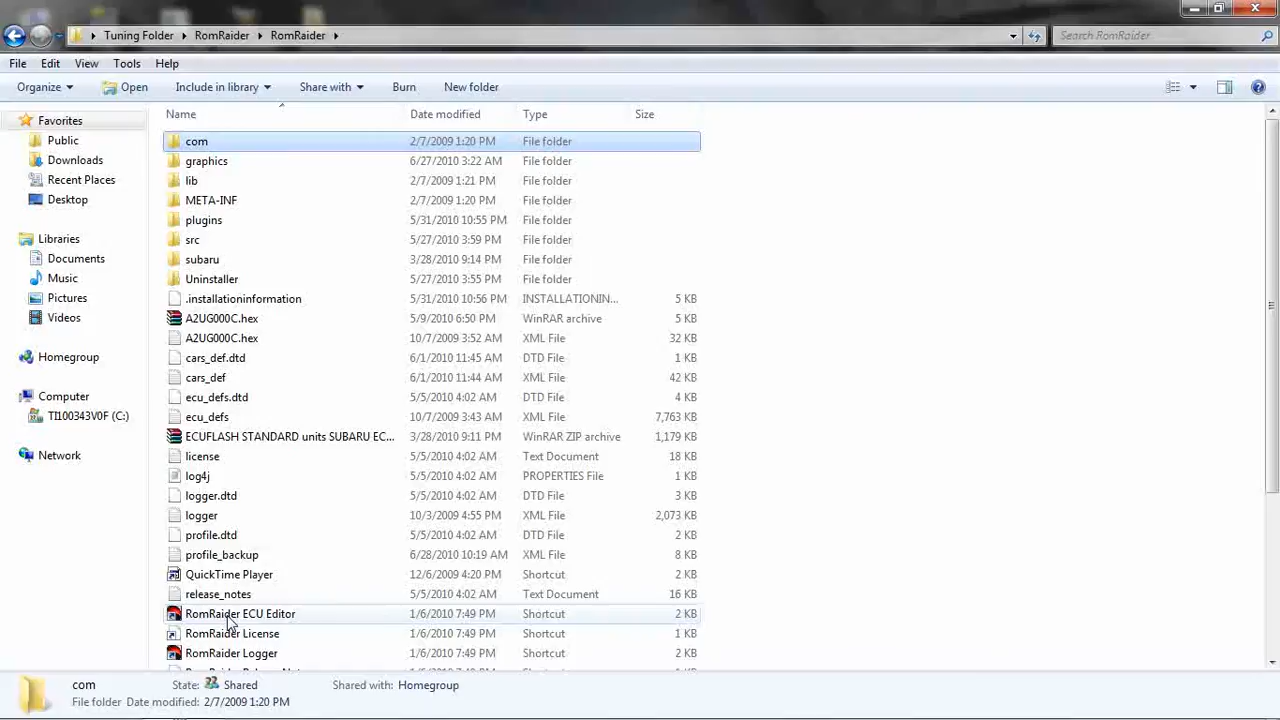 Tuning Folder RomRaider RomRaider Search RomRaider
File Edit View Tools Help
Organize Open Include in library Share with Burn New folder
Name Date modified Type Size
Favorites
Public
Downloads
Recent Places
Desktop
Libraries
Documents
Music
Pictures
Videos
Homegroup
Computer
TI100343V0F (C:)
Network
com 2/7/2009 1:20 PM File folder
graphics 6/27/2010 3:22 AM File folder
lib 2/7/2009 1:21 PM File folder
META-INF 2/7/2009 1:20 PM File folder
plugins 5/31/2010 10:55 PM File folder
src 5/27/2010 3:59 PM File folder
subaru 3/28/2010 9:14 PM File folder
Uninstaller 5/27/2010 3:55 PM File folder
.installationinformation 5/31/2010 10:56 PM INSTALLATIONIN... 5 KB
A2UG000C.hex 5/9/2010 6:50 PM WinRAR archive 5 KB
A2UG000C.hex 10/7/2009 3:52 AM XML File 32 KB
cars_def.dtd 6/1/2010 11:45 AM DTD File 1 KB
cars_def 6/1/2010 11:44 AM XML File 42 KB
ecu_defs.dtd 5/5/2010 4:02 AM DTD File 4 KB
ecu_defs 10/7/2009 3:43 AM XML File 7,763 KB
ECUFLASH STANDARD units SUBARU EC... 3/28/2010 9:11 PM WinRAR ZIP archive 1,179 KB
license 5/5/2010 4:02 AM Text Document 18 KB
log4j 5/5/2010 4:02 AM PROPERTIES File 1 KB
logger.dtd 5/5/2010 4:02 AM DTD File 3 KB
logger 10/3/2009 4:55 PM XML File 2,073 KB
profile.dtd 5/5/2010 4:02 AM DTD File 2 KB
profile_backup 6/28/2010 10:19 AM XML File 8 KB
QuickTime Player 12/6/2009 4:20 PM Shortcut 2 KB
release_notes 5/5/2010 4:02 AM Text Document 16 KB
RomRaider ECU Editor 1/6/2010 7:49 PM Shortcut 2 KB
RomRaider License 1/6/2010 7:49 PM Shortcut 1 KB
RomRaider Logger 1/6/2010 7:49 PM Shortcut 2 KB
com State: Shared Shared with: Homegroup
File folder Date modified: 2/7/2009 1:20 PM